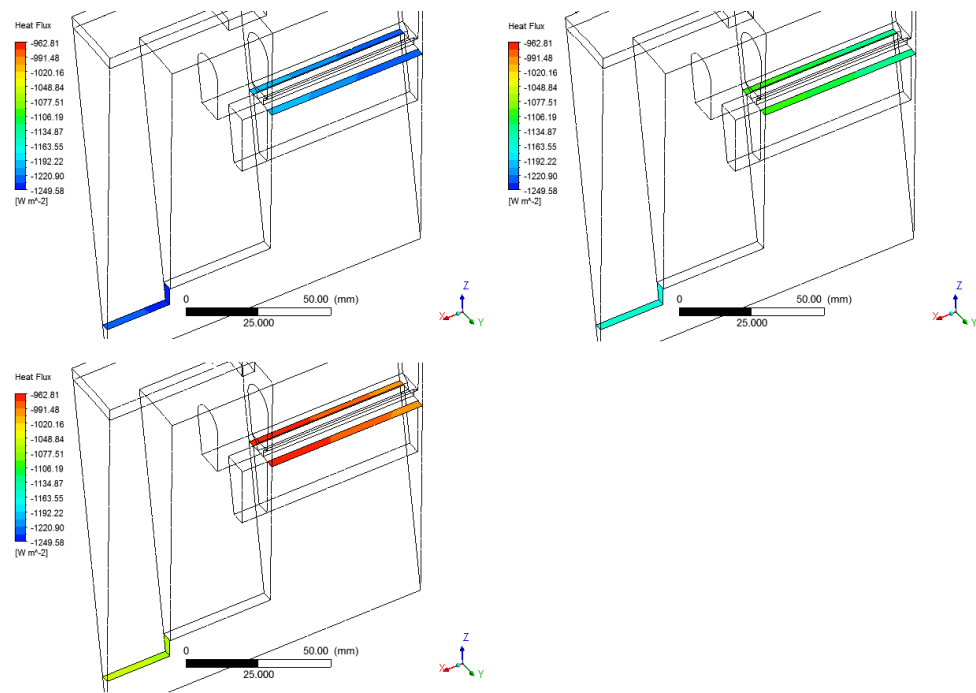 Heat Flux
-962.81
-991.48
-1020.16
-1048.84
-1077.51
-1106.19
-1134.87
-1163.55
-1192.22
-1220.90
-1249.58
[W m^-2]
0 50.00 (mm)
25.000
Z
X
Y
Heat Flux
-962.81
-991.48
-1020.16
-1048.84
-1077.51
-1106.19
-1134.87
-1163.55
-1192.22
-1220.90
-1249.58
[W m^-2]
0 50.00 (mm)
25.000
Z
X
Y
Heat Flux
-962.81
-991.48
-1020.16
-1048.84
-1077.51
-1106.19
-1134.87
-1163.55
-1192.22
-1220.90
-1249.58
[W m^-2]
0 50.00 (mm)
25.000
Z
X
Y